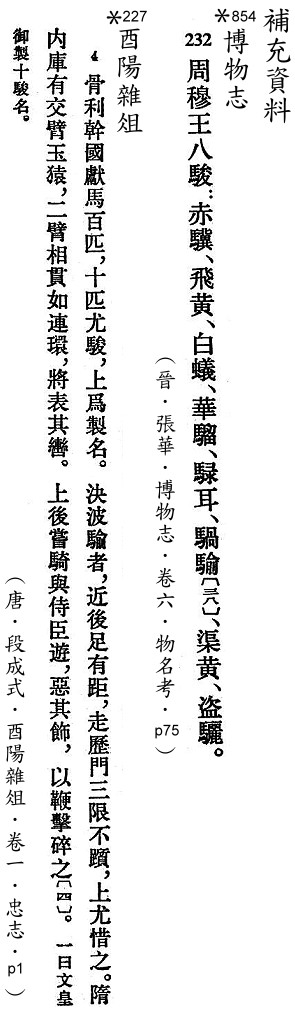 補充資料
＊854
博物志
232 周穆王八駿：赤驥、飛黃、白蟻、華騮、騄耳、騧騟〔三八〕、渠黃、盜驪。
（晉．張華．博物志．卷六．物名考．p75）
＊227
酉陽雜俎
4 骨利幹國獻馬百匹，十匹尤駿，上爲製名。決波騟者，近後足有距，走歷門三限不躓，上尤惜之。隋
內庫有交臂玉猿，二臂相貫如連環，將表其轡。上後嘗騎與侍臣遊，惡其飾，以鞭擊碎之〔四〕。一曰文皇
御製十駿名。
（唐．段成式．酉陽雜俎．卷一．忠志．p1）